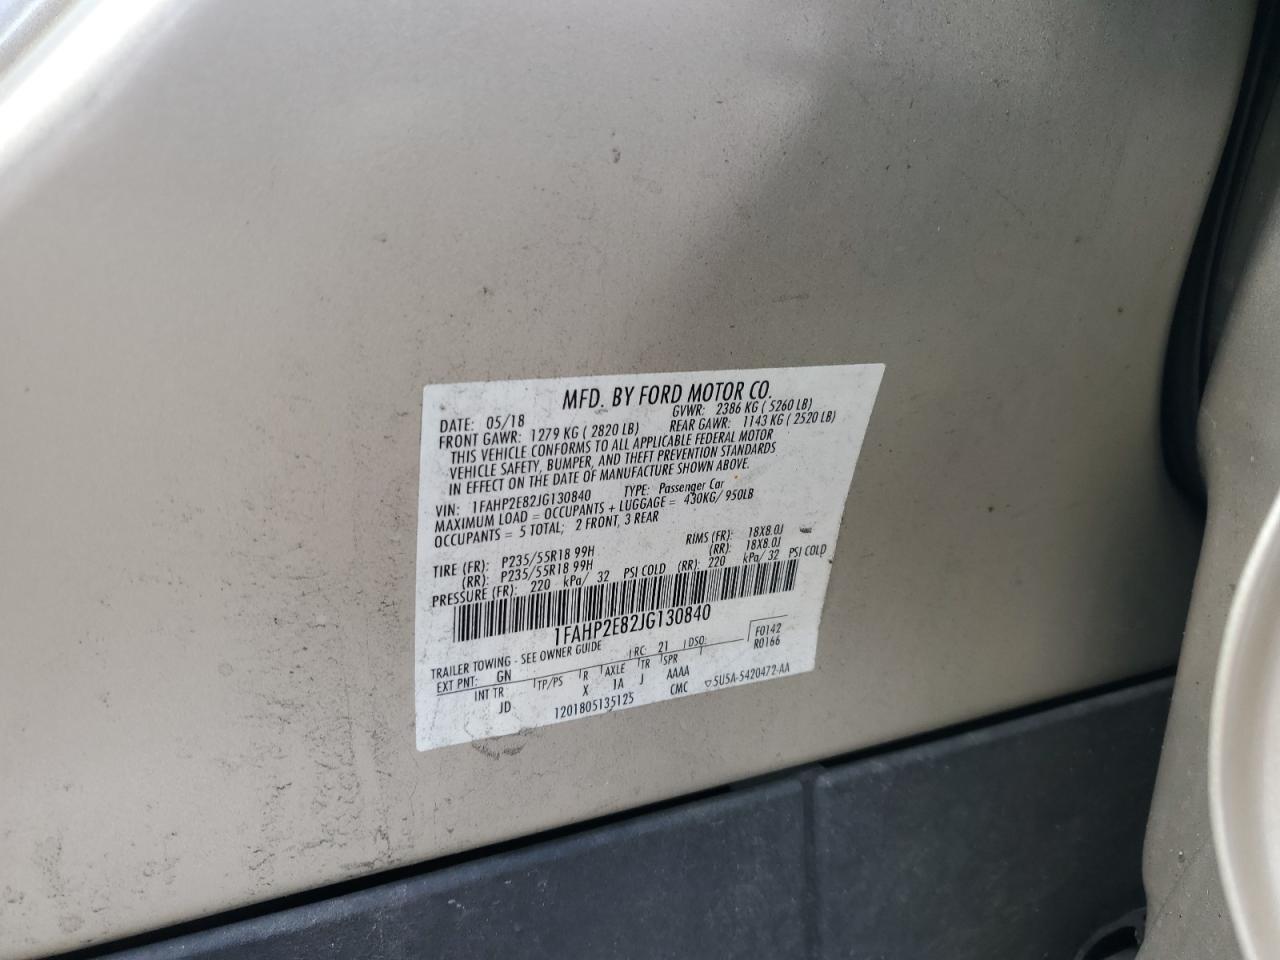 MFD. BY FORD MOTOR CO.
DATE: 05/18 GVWR: 2386 KG ( 5260 LB)
FRONT GAWR: 1279 KG ( 2820 LB) REAR GAWR: 1143 KG ( 2520 LB)
THIS VEHICLE CONFORMS TO ALL APPLICABLE FEDERAL MOTOR
VEHICLE SAFETY, BUMPER, AND THEFT PREVENTION STANDARDS
IN EFFECT ON THE DATE OF MANUFACTURE SHOWN ABOVE.
VIN: 1FAHP2E82JG130840 TYPE: Passenger Car
MAXIMUM LOAD = OCCUPANTS + LUGGAGE = 430KG/ 950LB
OCCUPANTS = 5 TOTAL; 2 FRONT, 3 REAR
TIRE (FR): P235/55R18 99H RIMS (FR): 18X8.0J
(RR): P235/55R18 99H (RR): 18X8.0J
PRESSURE (FR): 220 kPa/ 32 PSI COLD (RR): 220 kPa/ 32 PSI COLD
1FAHP2E82JG130840
TRAILER TOWING - SEE OWNER GUIDE
EXT PNT: GN RC: 21 DSO: F0142
R0166
INT TR TP/PS R AXLE TR SPR
JD X 1A J AAAA
1201805135125 CMC ▽5U5A-5420472-AA